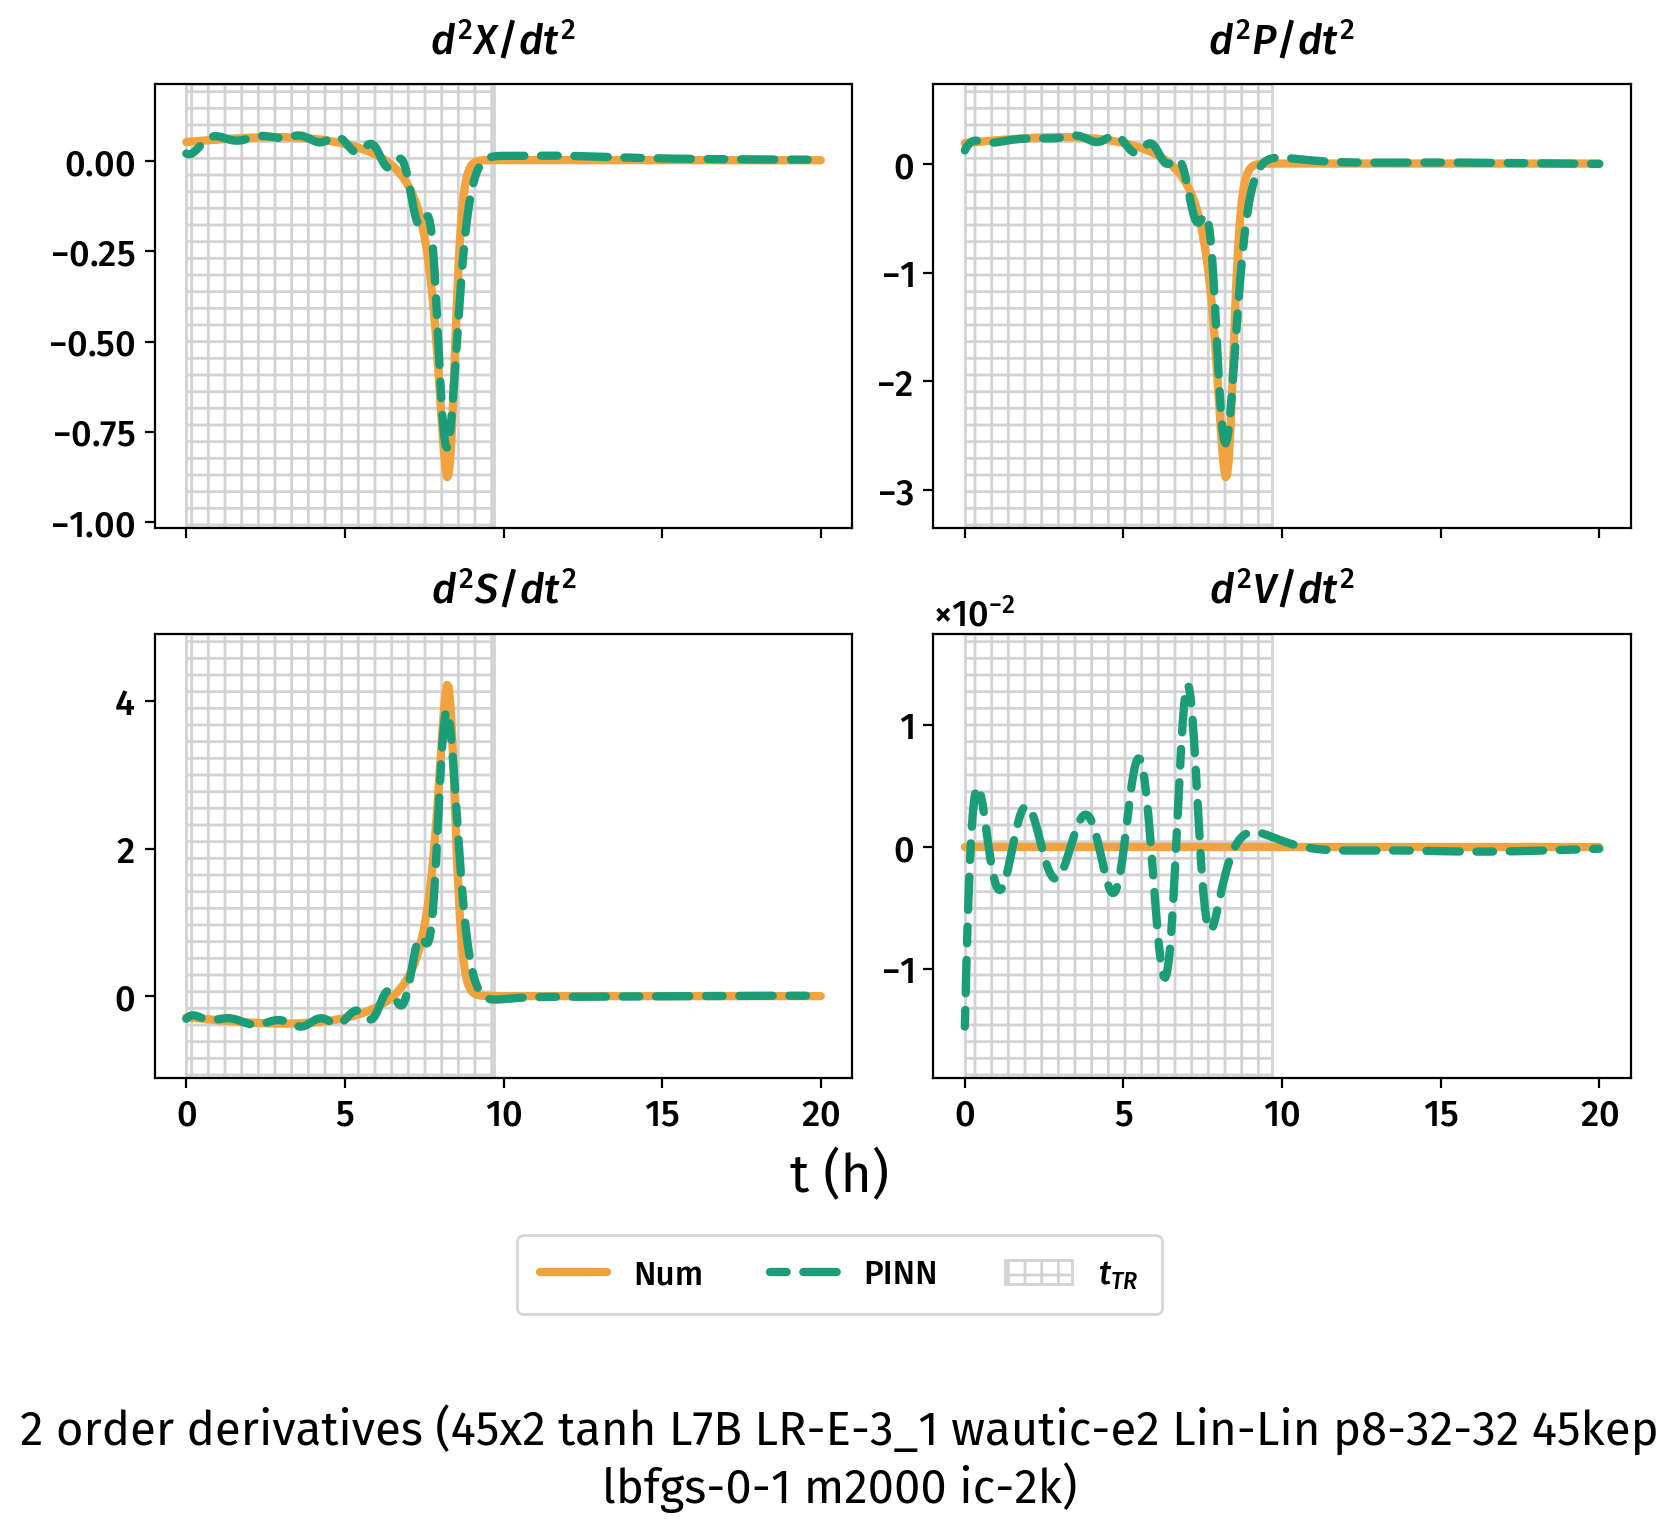 d²X/dt²
d²P/dt²
0.00
−0.25
−0.50
−0.75
−1.00
0
−1
−2
−3
d²S/dt²
d²V/dt²
×10⁻²
4
2
0
1
0
−1
0 5 10 15 20
0 5 10 15 20
t (h)
Num PINN t_TR
2 order derivatives (45x2 tanh L7B LR-E-3_1 wautic-e2 Lin-Lin p8-32-32 45kep
lbfgs-0-1 m2000 ic-2k)